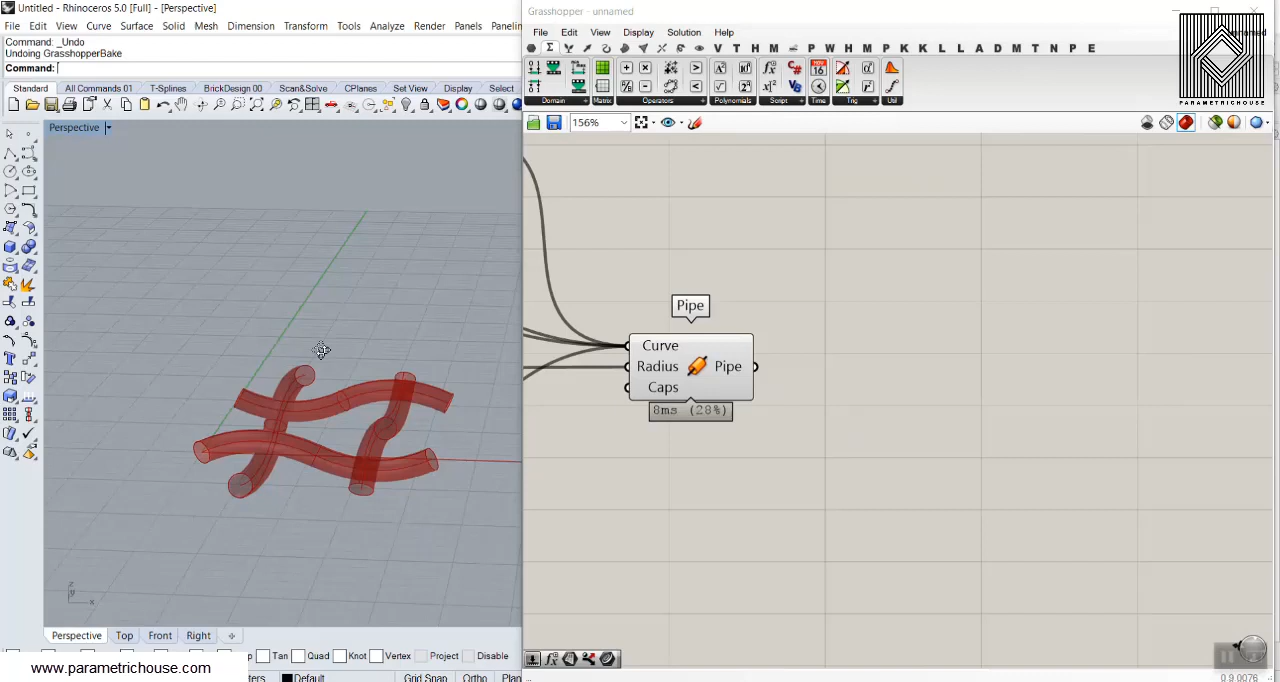 Untitled - Rhinoceros 5.0 [Full] - [Perspective]
File Edit View Curve Surface Solid Mesh Dimension Transform Tools Analyze Render Panels
Command: _Undo
Undoing GrasshopperBake
Command:
Standard All Commands 01 T-Splines BrickDesign 00 Scan&Solve CPlanes Set View Display Select
Perspective
z
y
x
Perspective Top Front Right
Tan Quad Knot Vertex Project Disable
Default Grid Snap Ortho
www.parametrichouse.com
Grasshopper - unnamed
File Edit View Display Solution Help
V T H M P W H M P K K L L A D M T N P E
Domain Matrix Operators Polynomials Script Time Trig Util
156%
PARAMETRICHOUSE
Pipe
Curve
Radius Pipe
Caps
8ms (28%)
0.9.0076